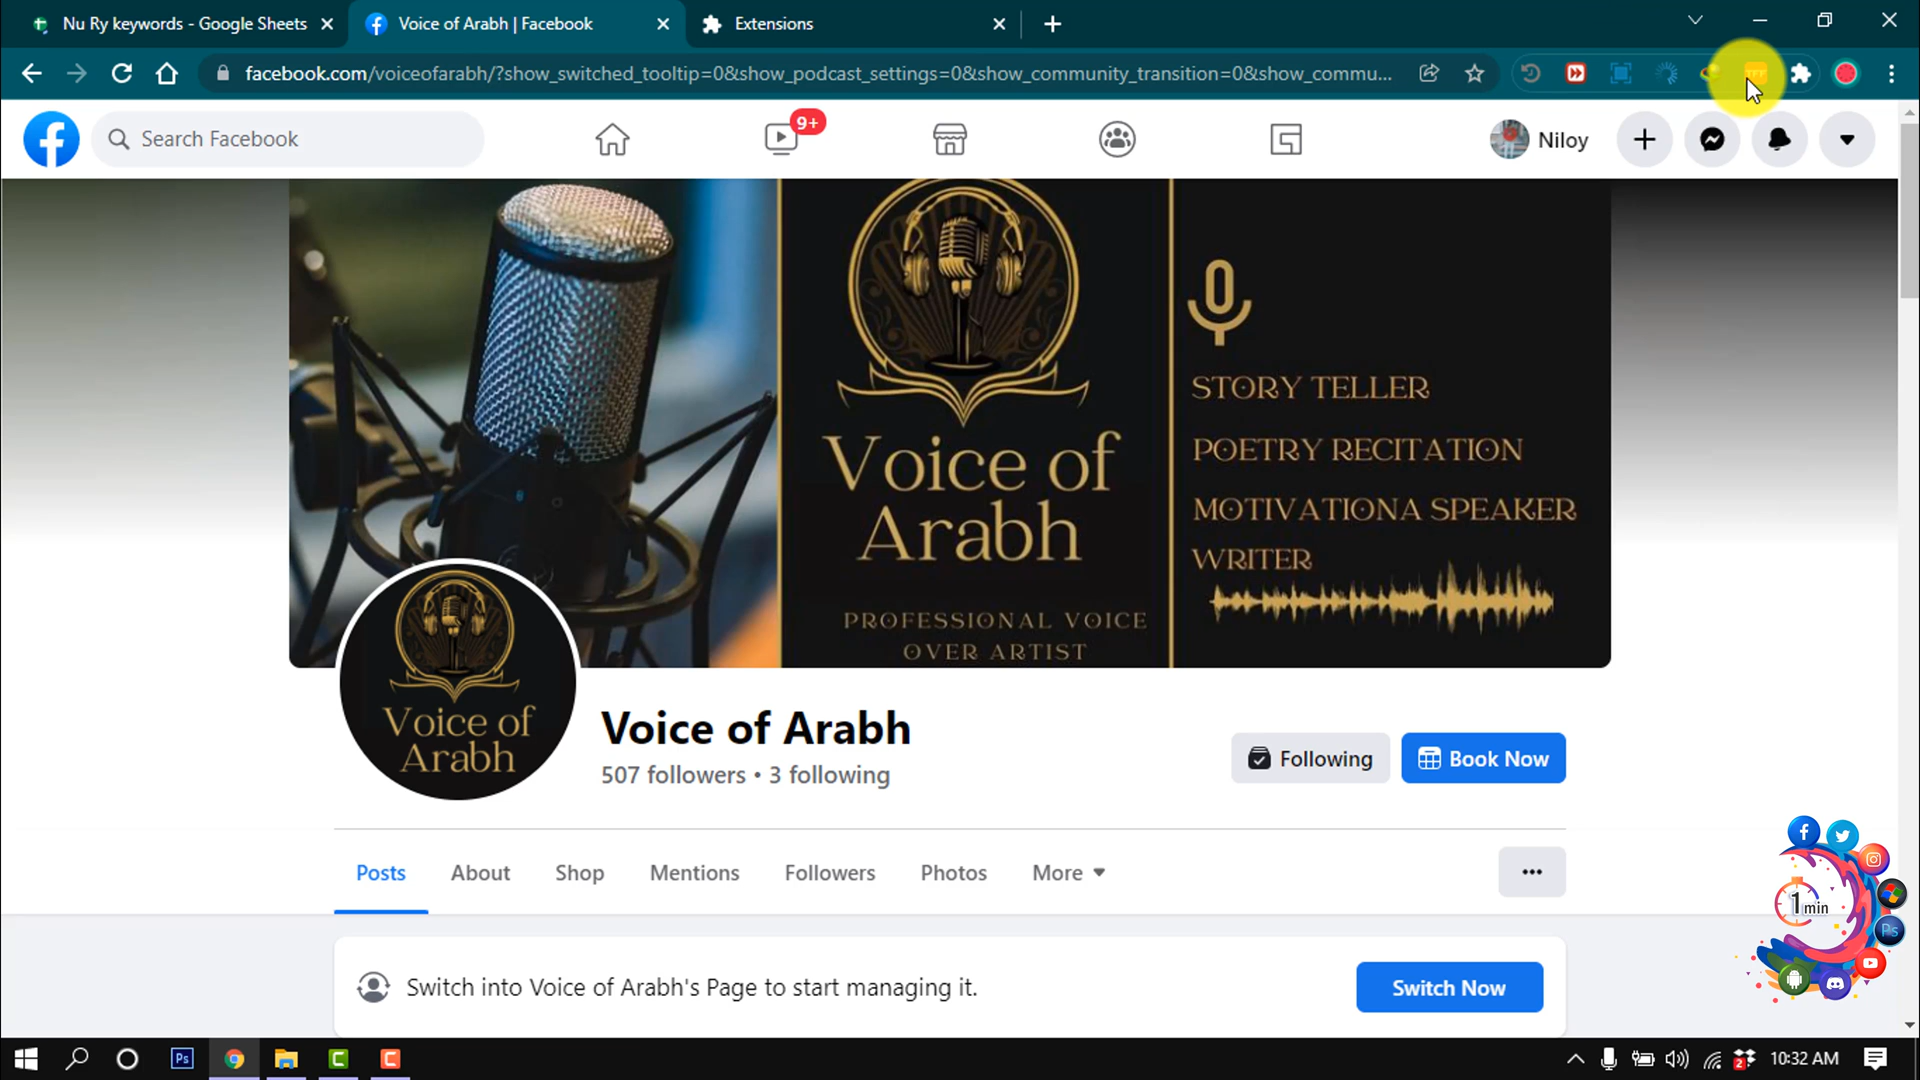 Nu Ry keywords - Google Sheets
Voice of Arabh | Facebook
Extensions
facebook.com/voiceofarabh/?show_switched_tooltip=0&show_podcast_settings=0&show_community_transition=0&show_commu...
Search Facebook
9+
Niloy
Voice of
Arabh
PROFESSIONAL VOICE
OVER ARTIST
STORY TELLER
POETRY RECITATION
MOTIVATIONA SPEAKER
WRITER
Voice of
Arabh
Voice of Arabh
507 followers • 3 following
Following
Book Now
Posts
About
Shop
Mentions
Followers
Photos
More
1 min
Ps
Switch into Voice of Arabh's Page to start managing it.
Switch Now
Ps
2
10:32 AM